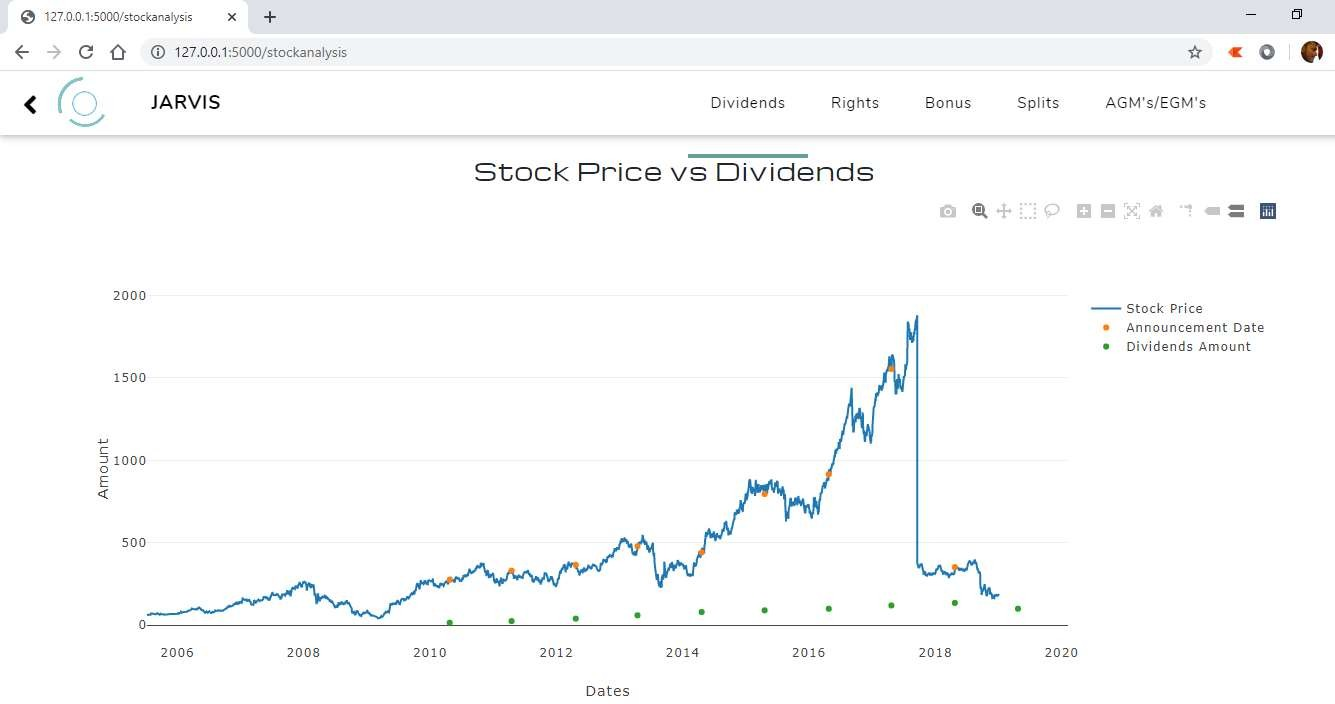 127.0.0.1:5000/stockanalysis
127.0.0.1:5000/stockanalysis
JARVIS Dividends Rights Bonus Splits AGM's/EGM's
Stock Price vs Dividends
2000
1500
1000
500
0
Amount
2006 2008 2010 2012 2014 2016 2018 2020
Dates
Stock Price
Announcement Date
Dividends Amount